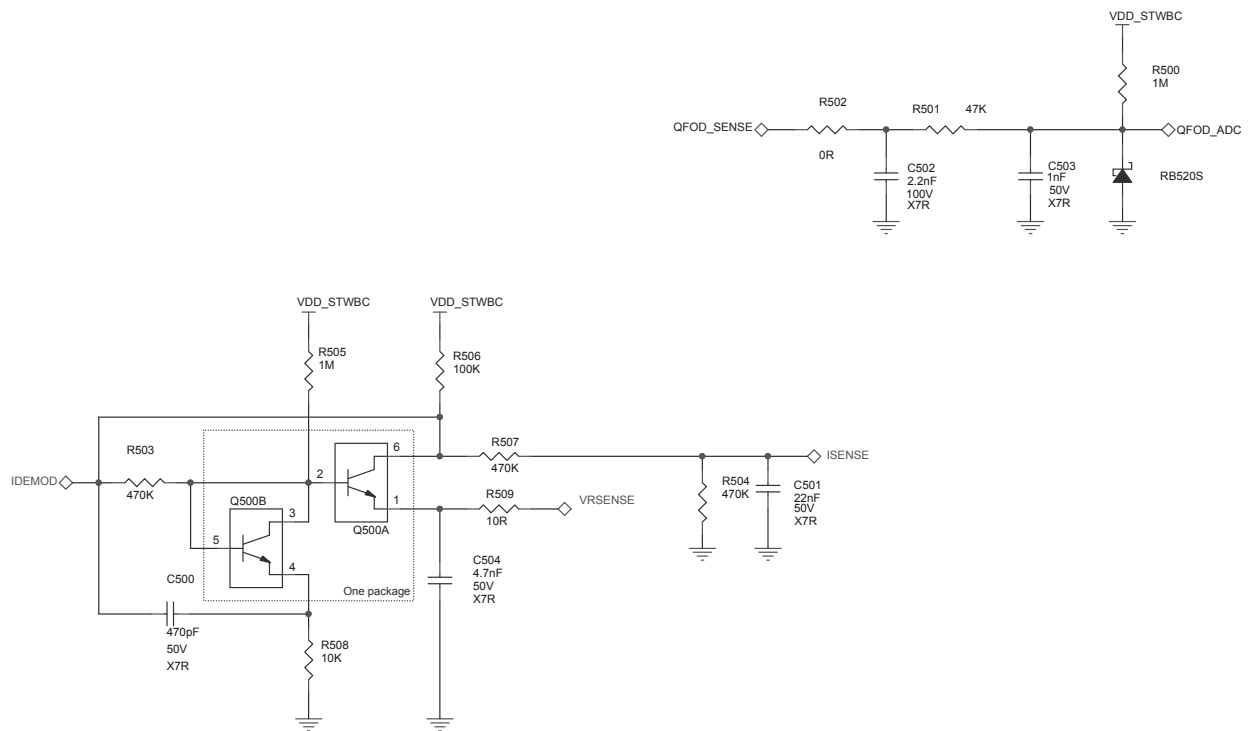 VDD_STWBC
R500
1M
R502
R501
47K
QFOD_SENSE
QFOD_ADC
0R
C502
2.2nF
100V
X7R
C503
1nF
50V
X7R
RB520S
VDD_STWBC
VDD_STWBC
R505
1M
R506
100K
R503
6
R507
ISENSE
IDEMOD
470K
2
470K
R504
470K
C501
22nF
50V
X7R
Q500B
3
1
R509
VRSENSE
10R
Q500A
5
4
C500
One package
C504
4.7nF
50V
X7R
470pF
50V
X7R
R508
10K